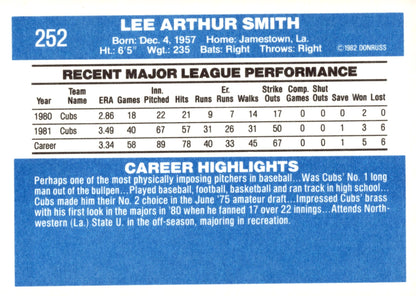 252
LEE ARTHUR SMITH
Born: Dec. 4, 1957 Home: Jamestown, La.
Ht.: 6'5" Wgt.: 235 Bats: Right Throws: Right
©1982 DONRUSS
RECENT MAJOR LEAGUE PERFORMANCE
Year Team Name ERA Games Inn. Pitched Hits Runs Er. Runs Walks Strike Outs Comp. Games Shut Outs Save Won Lost
1980 Cubs 2.86 18 22 21 9 7 14 17 0 0 0 2 0
1981 Cubs 3.49 40 67 57 31 26 31 50 0 0 1 3 6
Career 3.34 58 89 78 40 33 45 67 0 0 1 5 6
CAREER HIGHLIGHTS
Perhaps one of the most physically imposing pitchers in baseball...Was Cubs' No. 1 long
man out of the bullpen...Played baseball, football, basketball and ran track in high school...
Cubs made him their No. 2 choice in the June '75 amateur draft...Impressed Cubs' brass
with his first look in the majors in '80 when he fanned 17 over 22 innings...Attends North-
western (La.) State U. in the off-season, majoring in recreation.